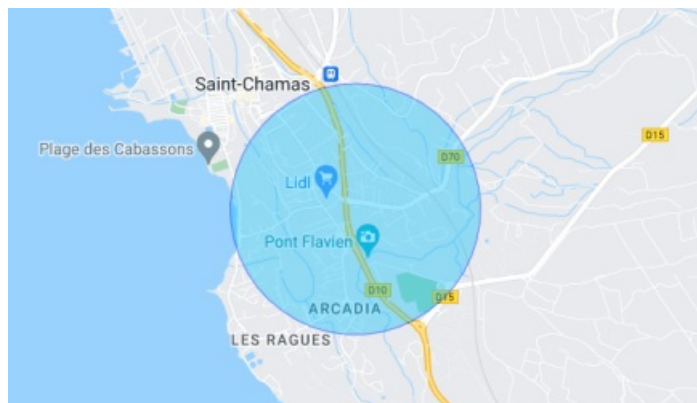 Saint-Chamas
D15
Plage des Cabassons
D70
Lidl
Pont Flavien
D10
D15
ARCADIA
LES RAGUES